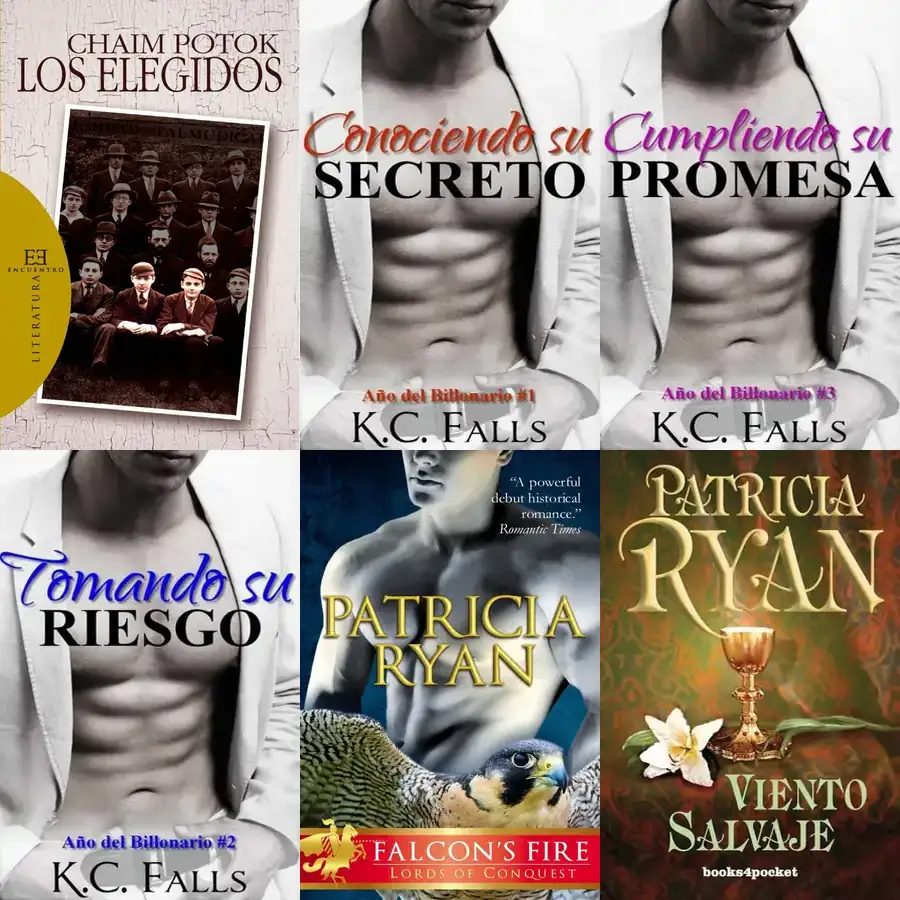 CHAIM POTOK
LOS ELEGIDOS
EE
ENCUENTRO
LITERATURA
Conociendo su
SECRETO
Año del Billonario #1
K.C. FALLS
Cumpliendo su
PROMESA
Año del Billonario #3
K.C. FALLS
Tomando su
RIESGO
Año del Billonario #2
K.C. FALLS
“A powerful
debut historical
romance.”
Romantic Times
PATRICIA
RYAN
FALCON'S FIRE
LORDS OF CONQUEST
PATRICIA
RYAN
VIENTO
SALVAJE
books4pocket